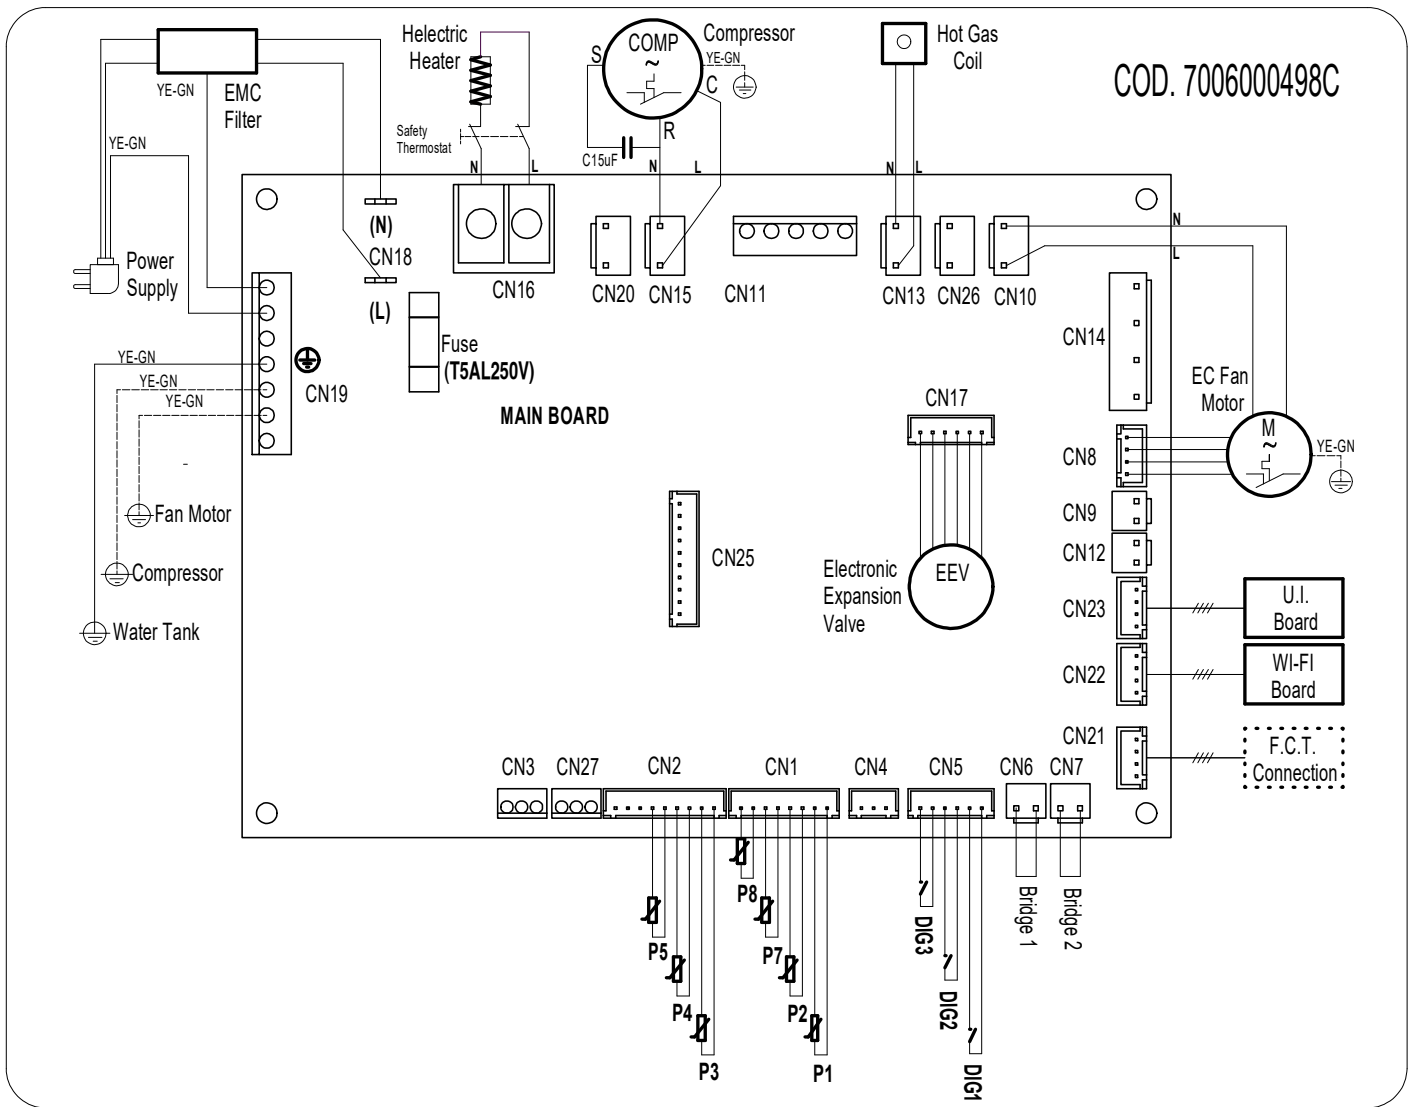 COD. 7006000498C
Helectric
Heater
Compressor
Hot Gas
Coil
S
COMP
~
YE-GN
C
R
YE-GN
EMC
Filter
YE-GN
Safety
Thermostat
C15uF
N
L
N
L
N
L
N
L
(N)
CN18
(L)
Power
Supply
CN16
CN20
CN15
CN11
CN13
CN26
CN10
CN14
Fuse
(T5AL250V)
MAIN BOARD
YE-GN
YE-GN
YE-GN
CN19
CN17
EC Fan
Motor
M
~
YE-GN
CN8
CN9
CN12
CN25
Electronic
Expansion
Valve
EEV
Fan Motor
Compressor
Water Tank
CN23
U.I.
Board
CN22
WI-FI
Board
CN21
F.C.T.
Connection
CN3
CN27
CN2
CN1
CN4
CN5
CN6
CN7
P8
P5
P7
P4
P2
P3
P1
DIG3
DIG2
DIG1
Bridge 1
Bridge 2